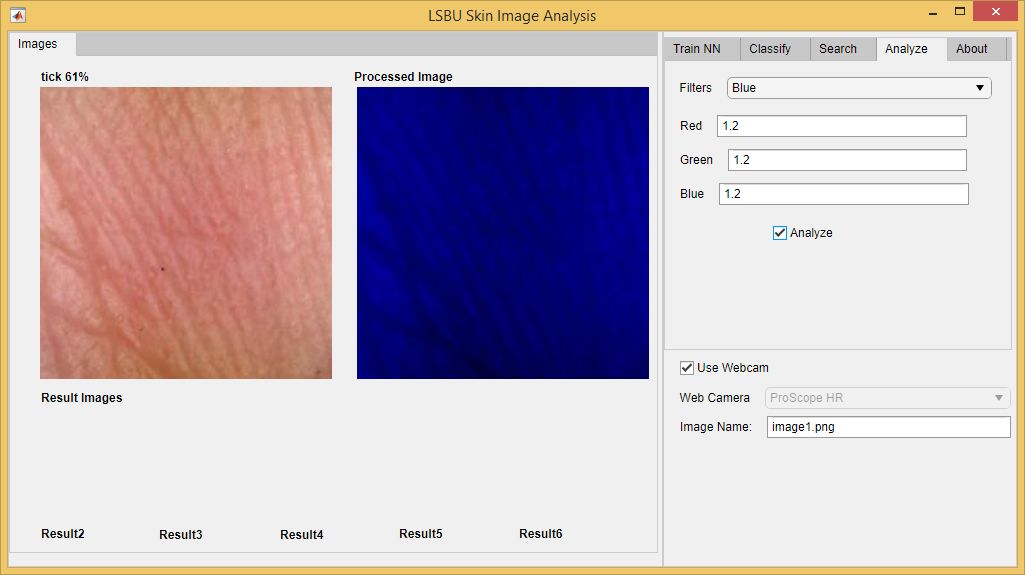 LSBU Skin Image Analysis
Images
tick 61%
Processed Image
Result Images
Result2 Result3 Result4 Result5 Result6
Train NN Classify Search Analyze About
Filters Blue
Red 1.2
Green 1.2
Blue 1.2
Analyze
Use Webcam
Web Camera ProScope HR
Image Name: image1.png